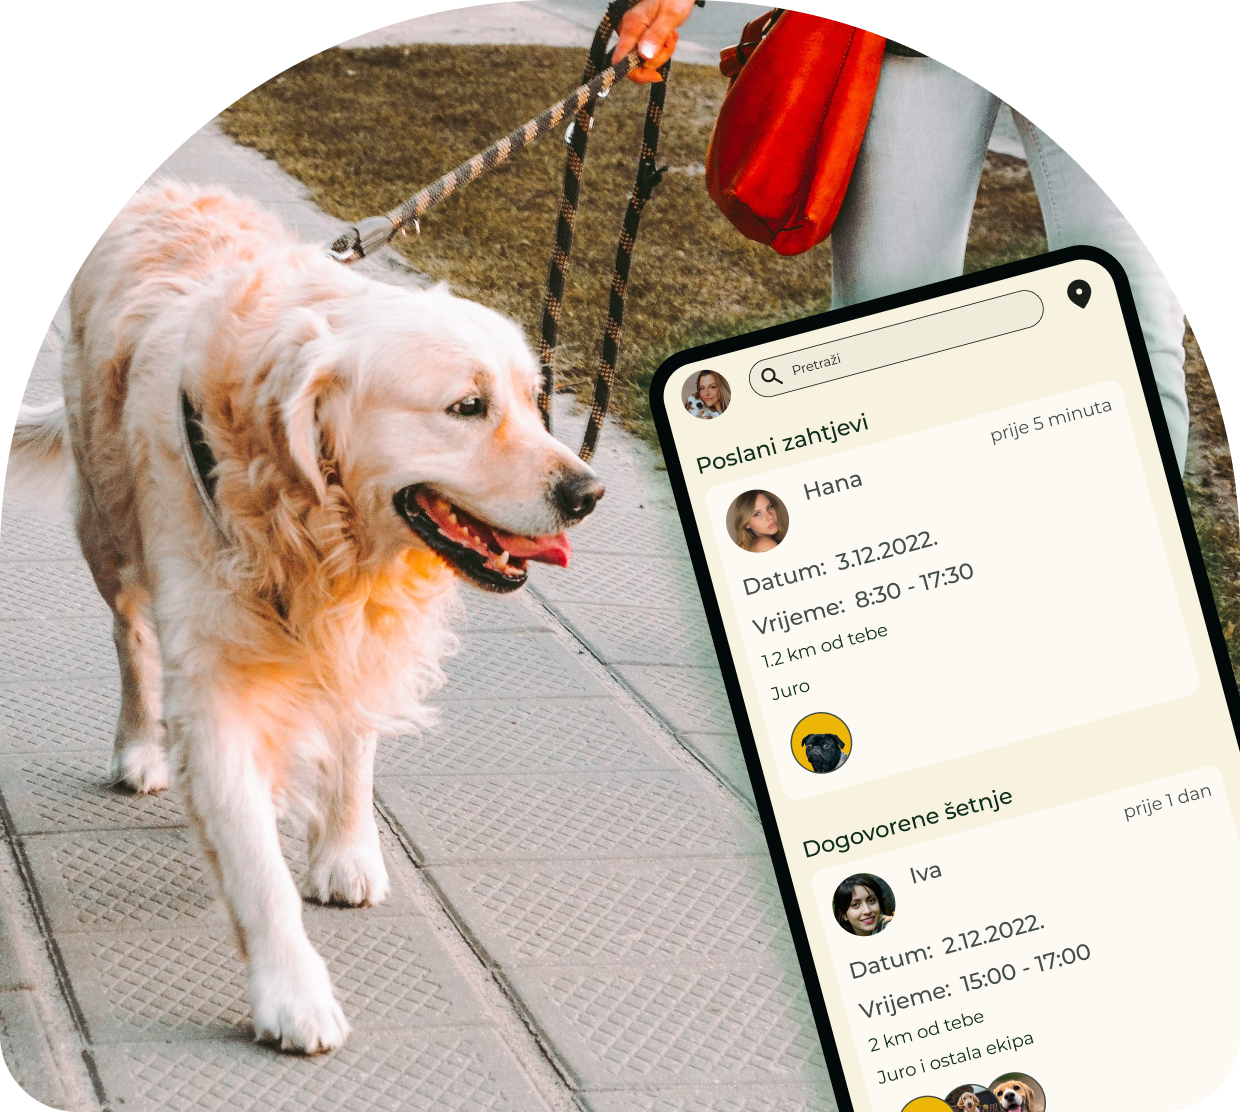 Pretraži
Poslani zahtjevi
prije 5 minuta
Hana
Datum: 3.12.2022.
Vrijeme: 8:30 - 17:30
1.2 km od tebe
Juro
Dogovorene šetnje
prije 1 dan
Iva
Datum: 2.12.2022.
Vrijeme: 15:00 - 17:00
2 km od tebe
Juro i ostala ekipa